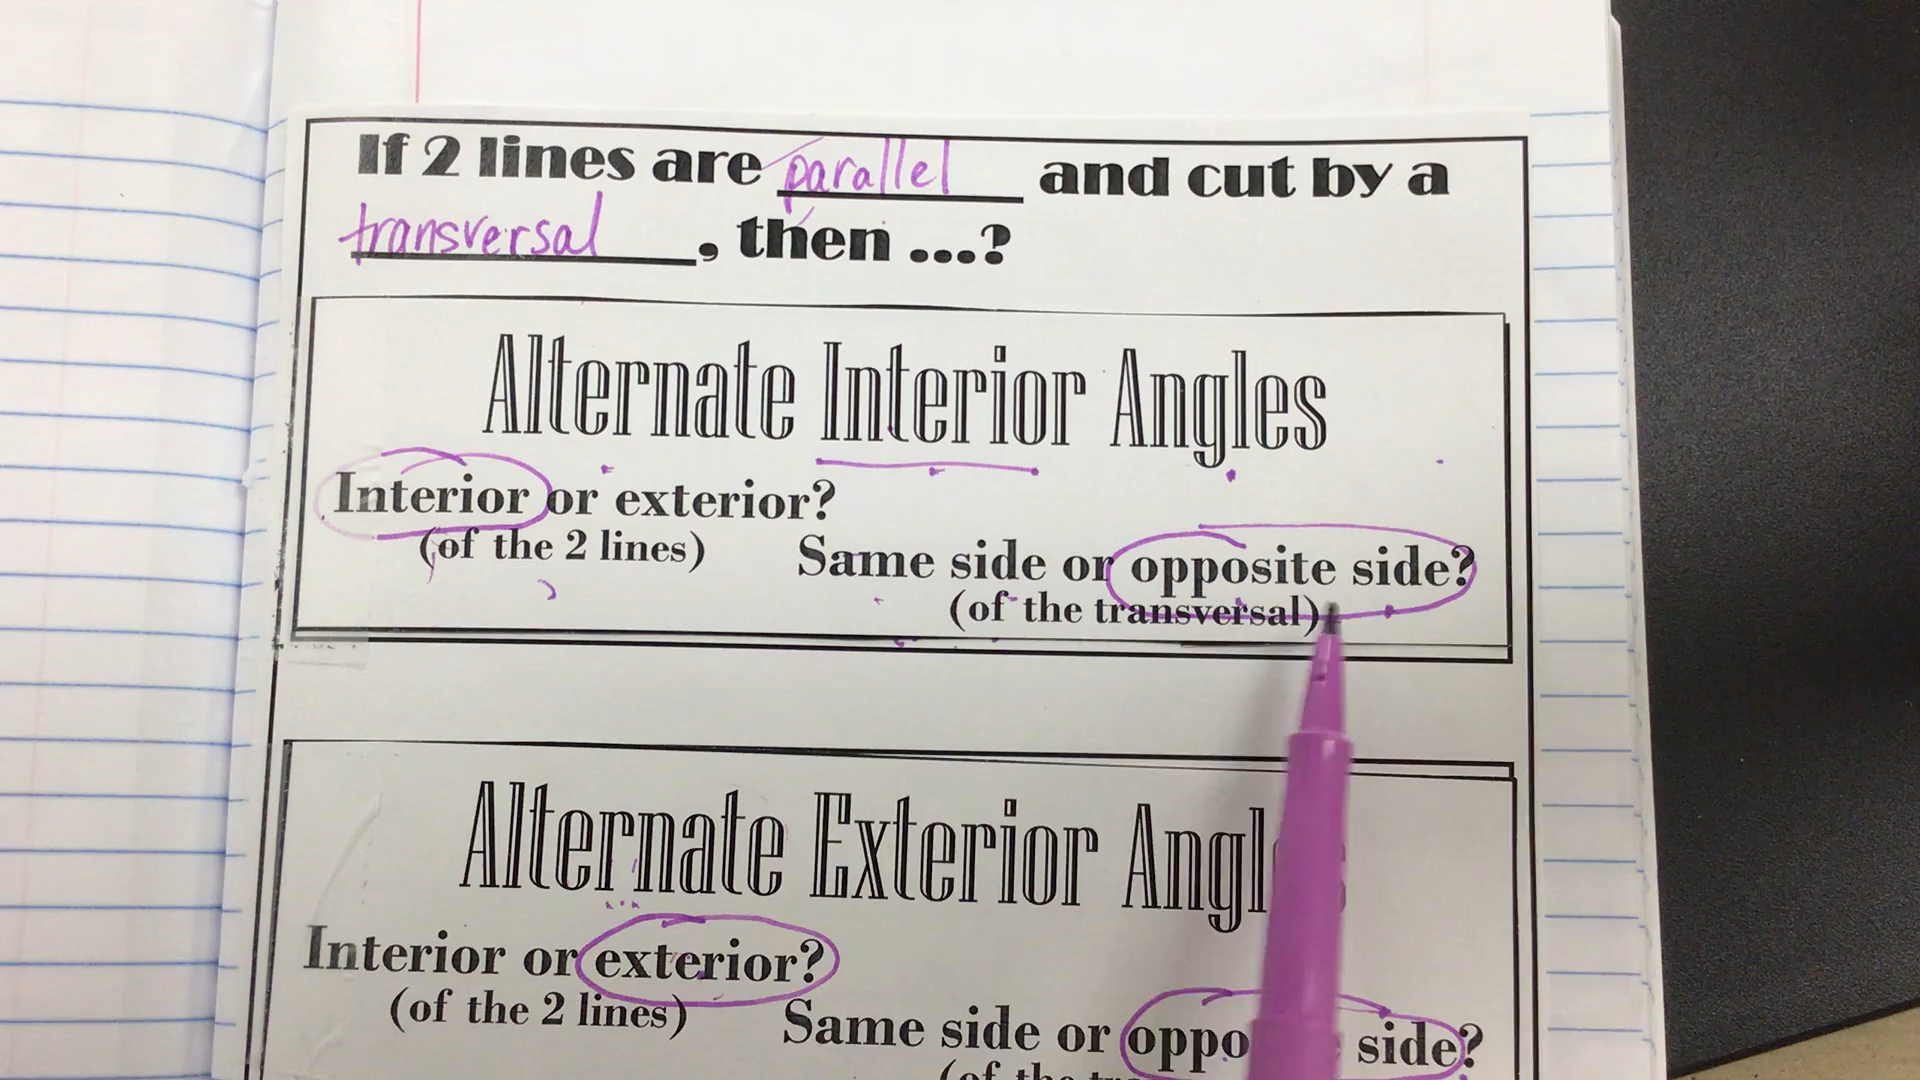 If 2 lines are parallel and cut by a
transversal, then ...?
Alternate Interior Angles
Interior or exterior?
(of the 2 lines)
Same side or opposite side?
(of the transversal)
Alternate Exterior
Interior or exterior?
(of the 2 lines)
Same side or side?
(of the